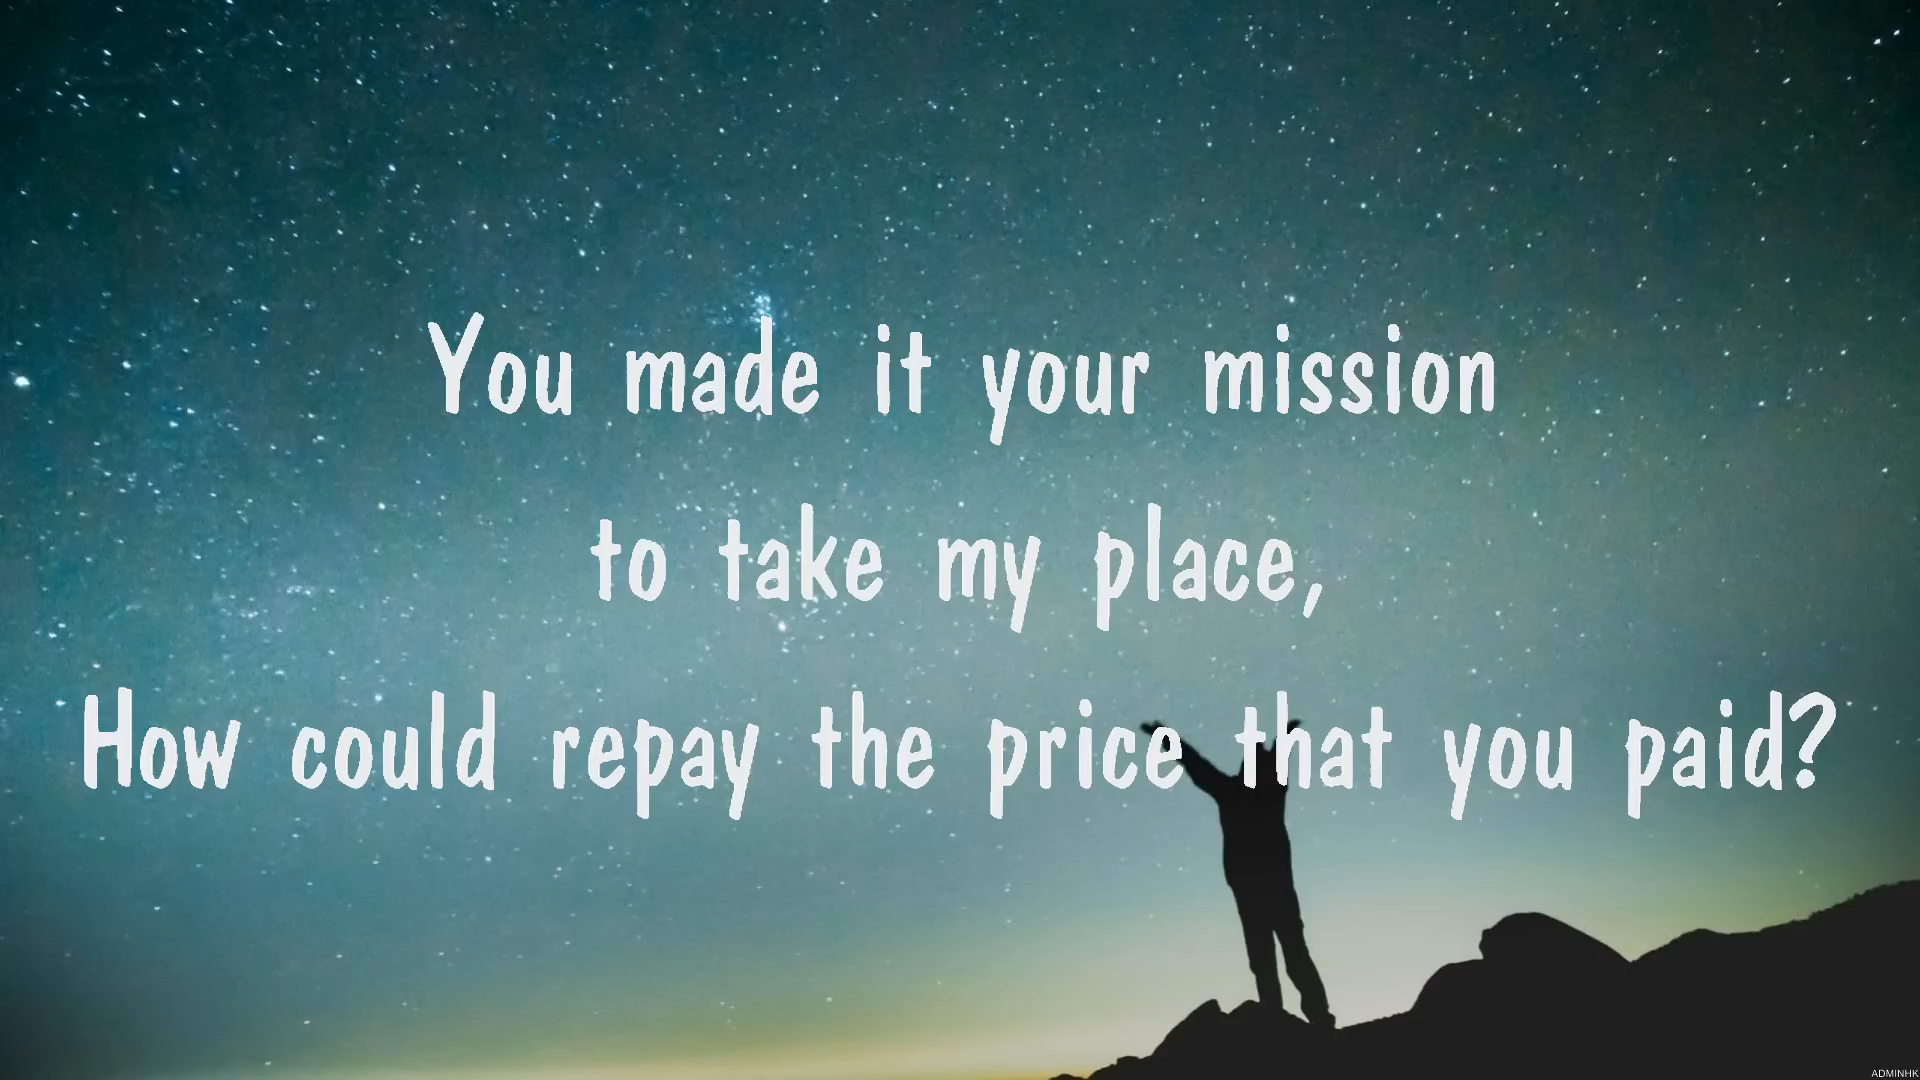 You made it your mission
to take my place,
How could repay the price that you paid?
ADMINHK